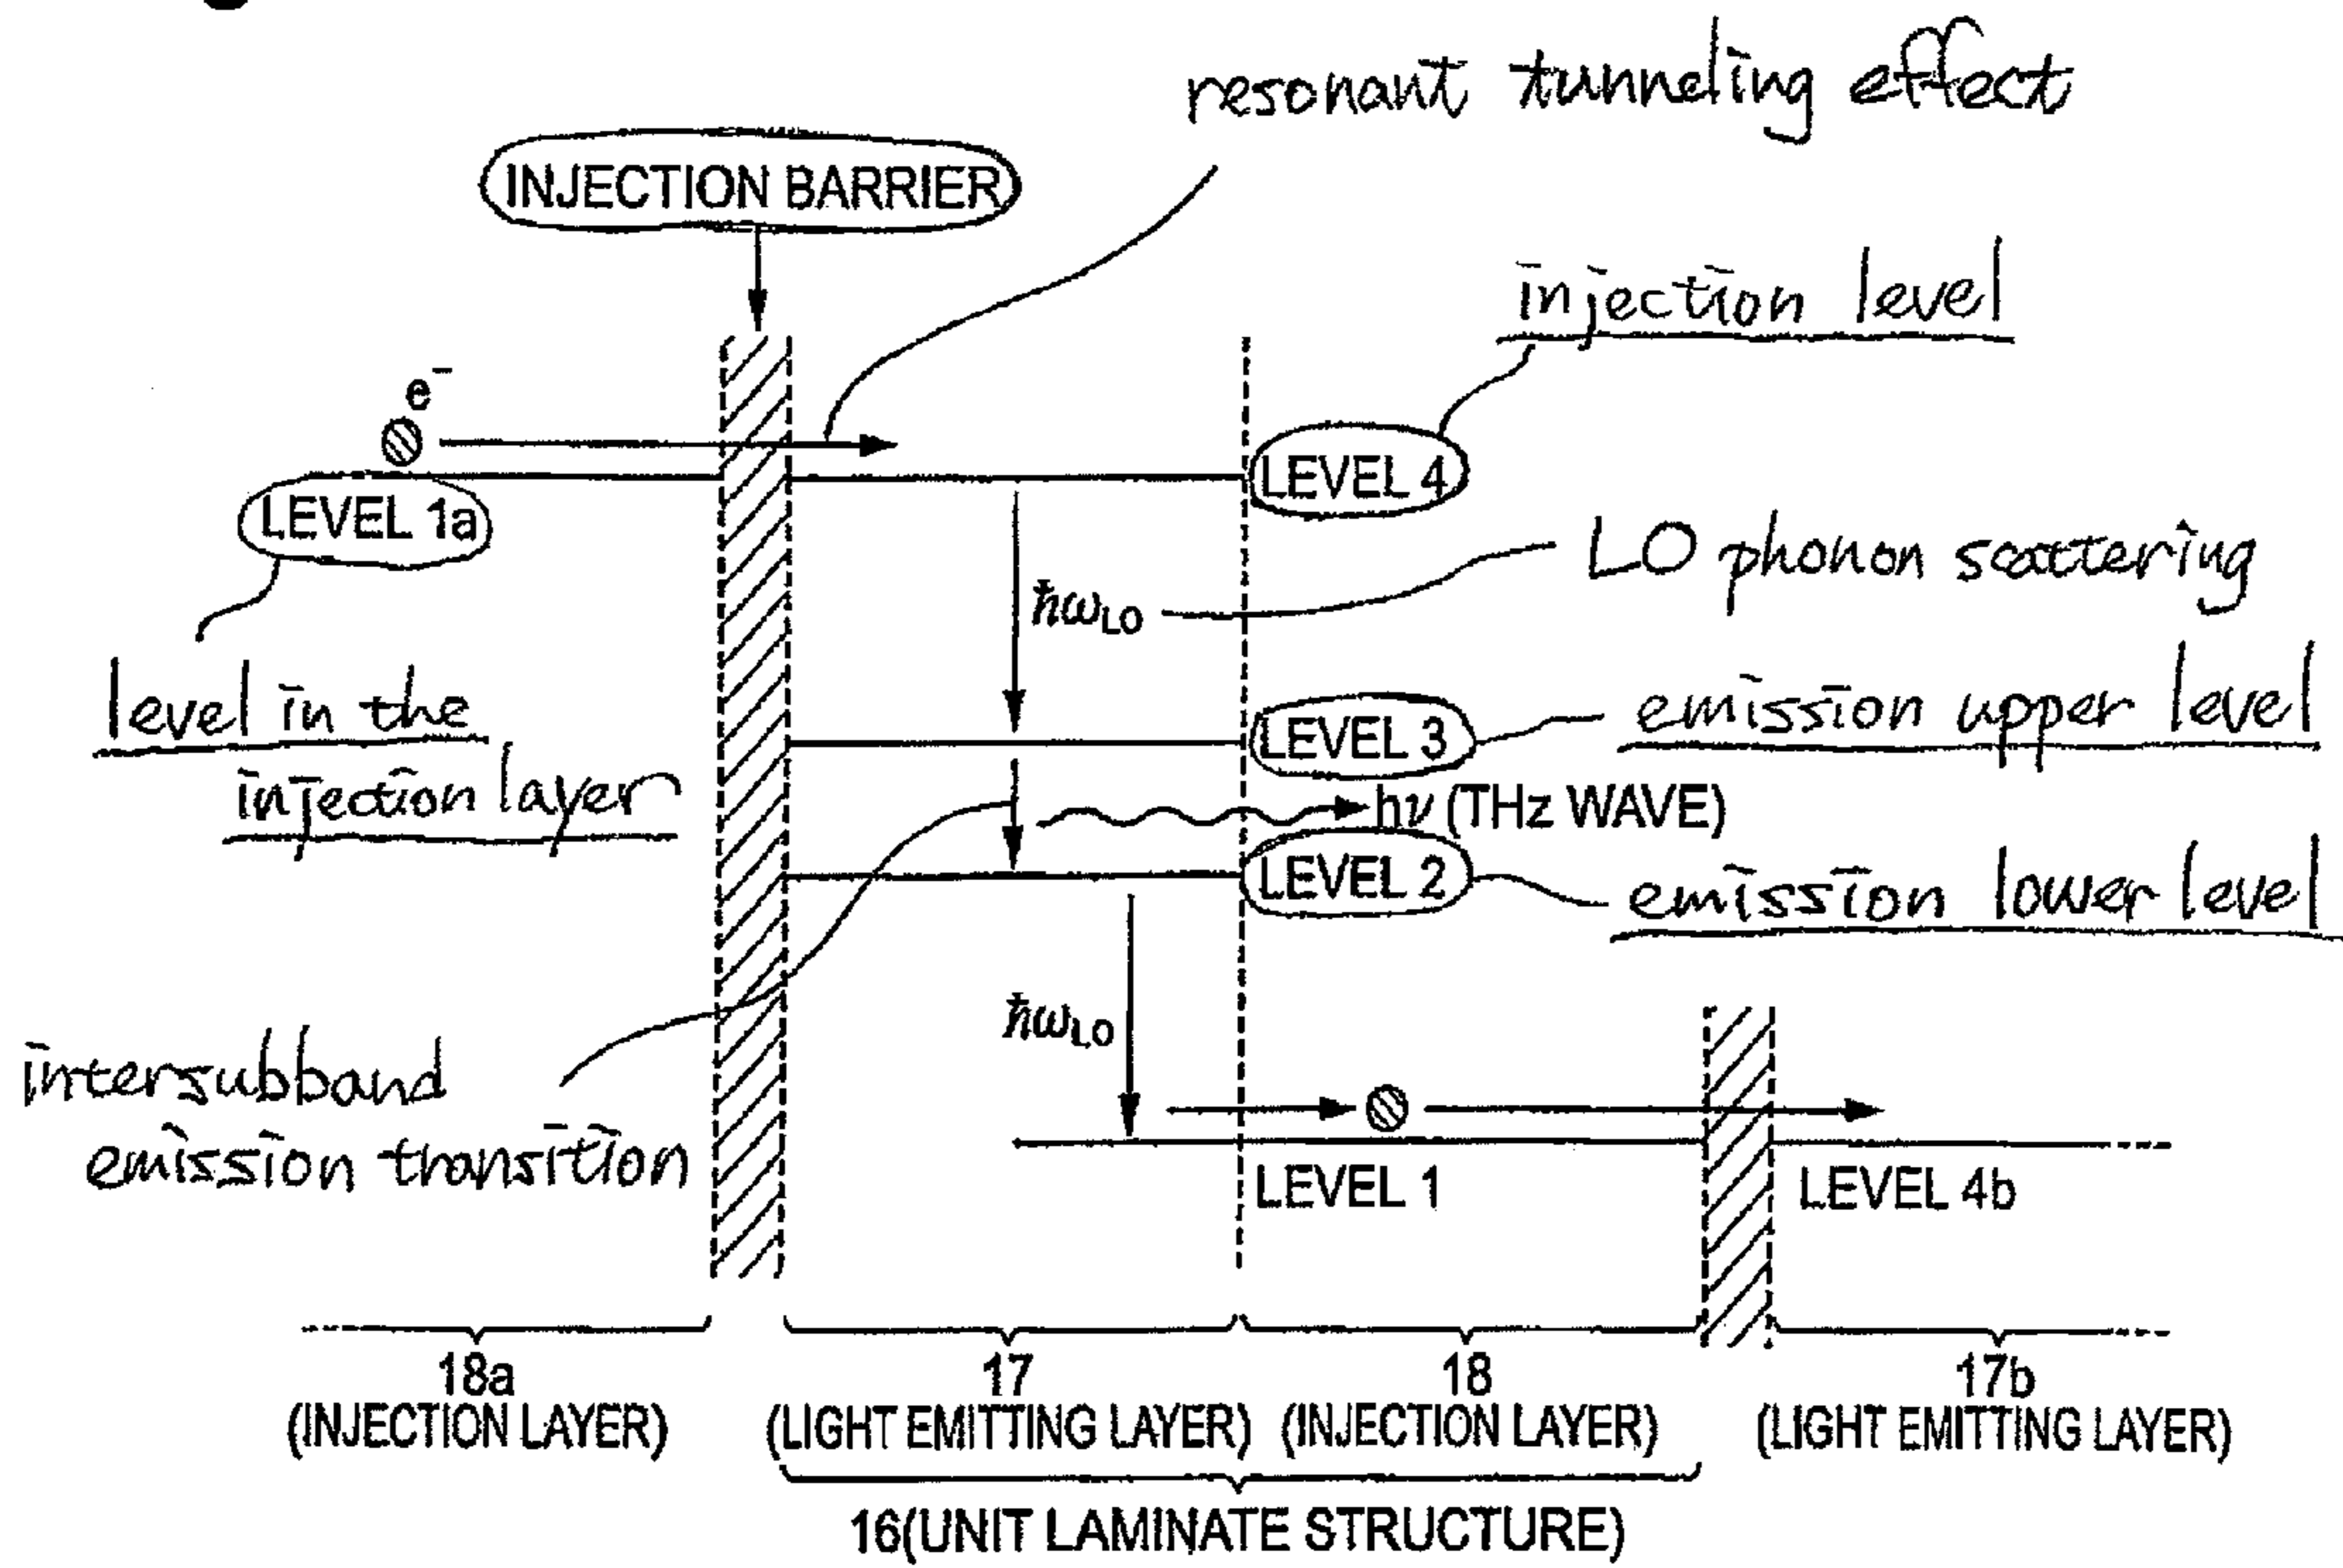 resonant tunneling effect
INJECTION BARRIER
injection level
e⁻
LEVEL 4
LEVEL 1a
LO phonon scattering
ħωLO
level in the
injection layer
LEVEL 3
emission upper level
hν (THz WAVE)
LEVEL 2
emission lower level
ħωLO
intersubband
emission transition
LEVEL 1
LEVEL 4b
18a
(INJECTION LAYER)
17
(LIGHT EMITTING LAYER)
18
(INJECTION LAYER)
17b
(LIGHT EMITTING LAYER)
16(UNIT LAMINATE STRUCTURE)